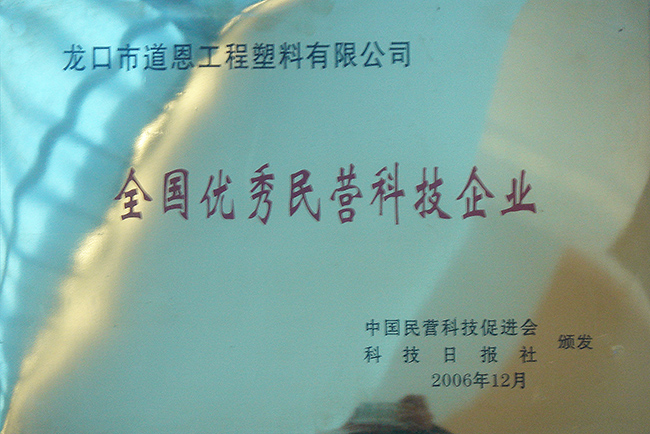 龙口市道恩工程塑料有限公司
全国优秀民营科技企业
中国民营科技促进会
科技日报社
颁发
2006年12月